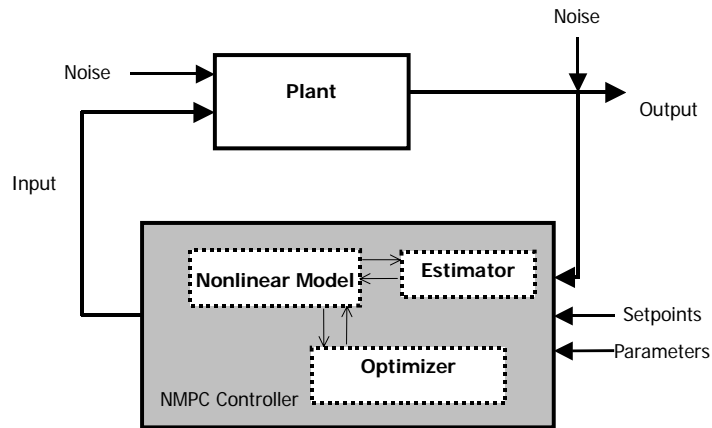 Noise
Noise
Plant
Output
Input
Nonlinear Model
Estimator
Setpoints
Parameters
Optimizer
NMPC Controller